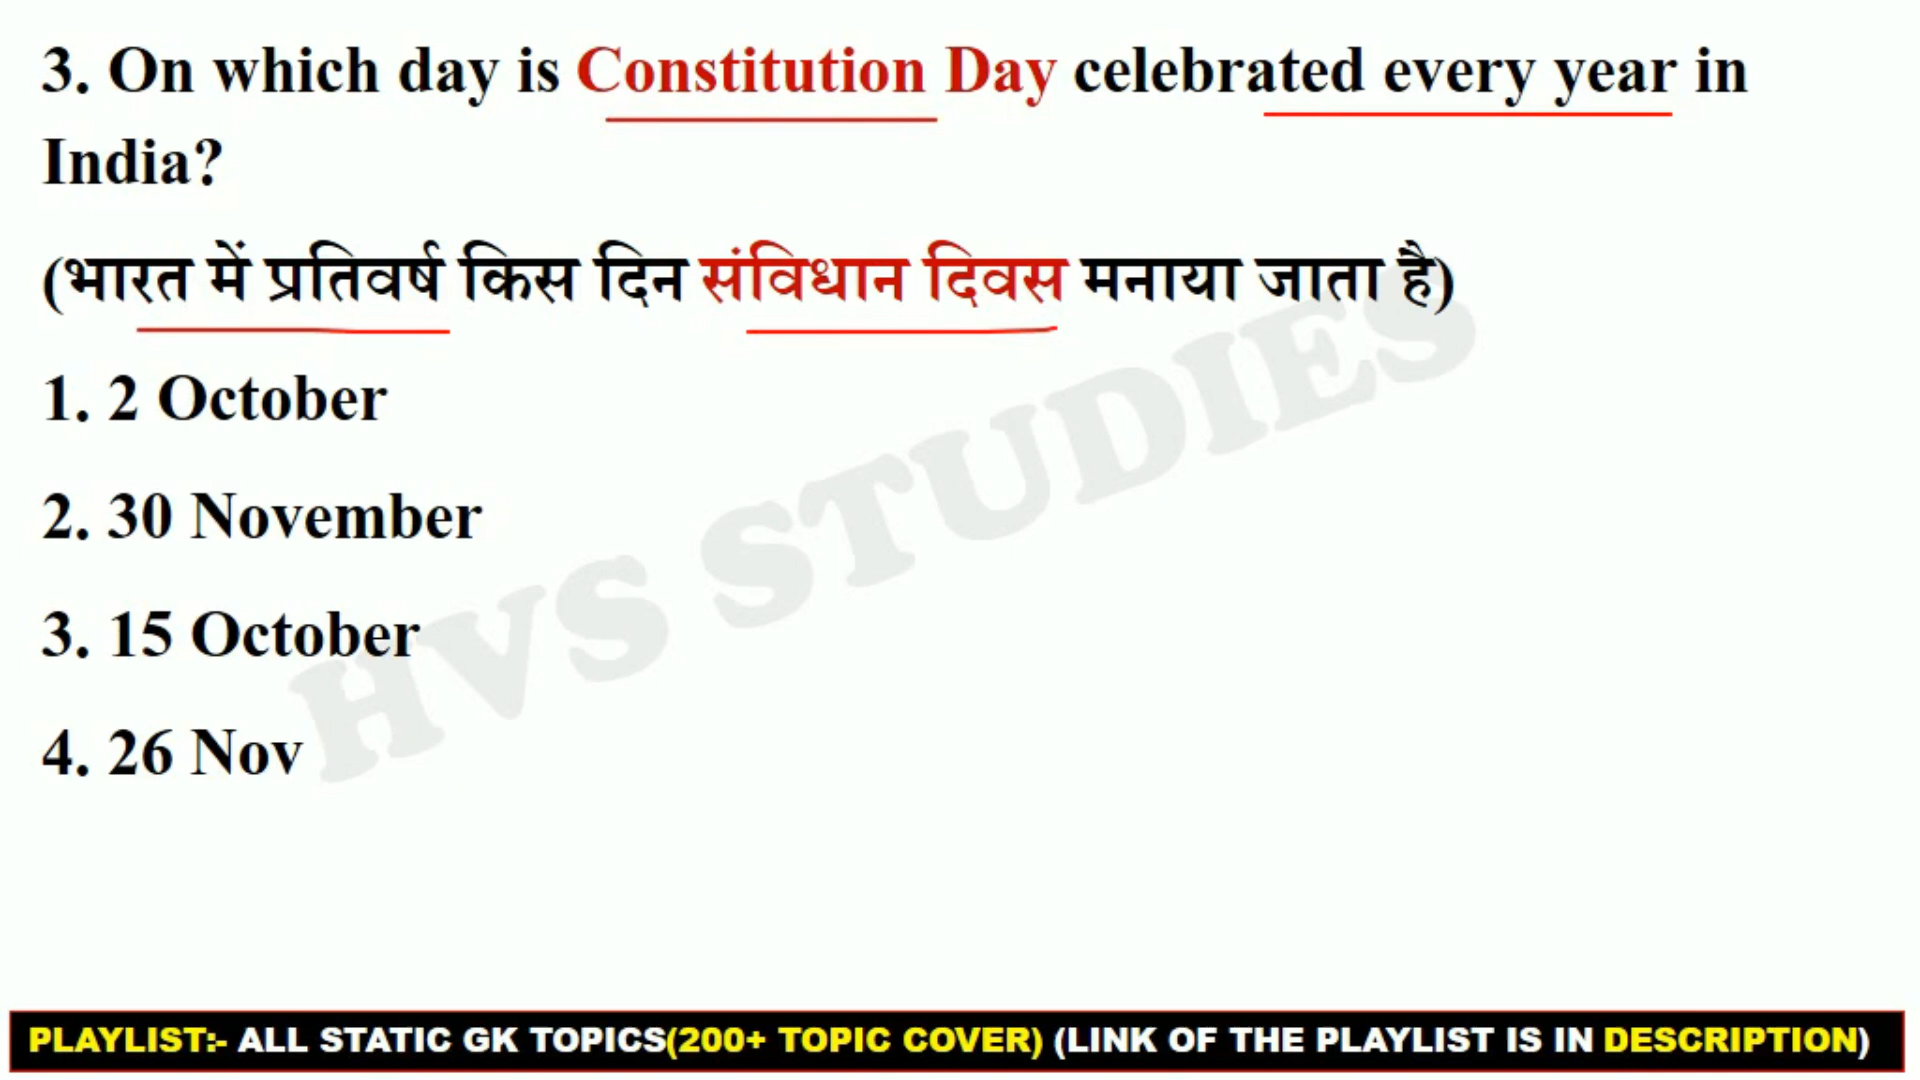 3. On which day is Constitution Day celebrated every year in
India?
(भारत में प्रतिवर्ष किस दिन संविधान दिवस मनाया जाता है)
1. 2 October
2. 30 November
3. 15 October
4. 26 Nov
HVS STUDIES
PLAYLIST:- ALL STATIC GK TOPICS(200+ TOPIC COVER) (LINK OF THE PLAYLIST IS IN DESCRIPTION)